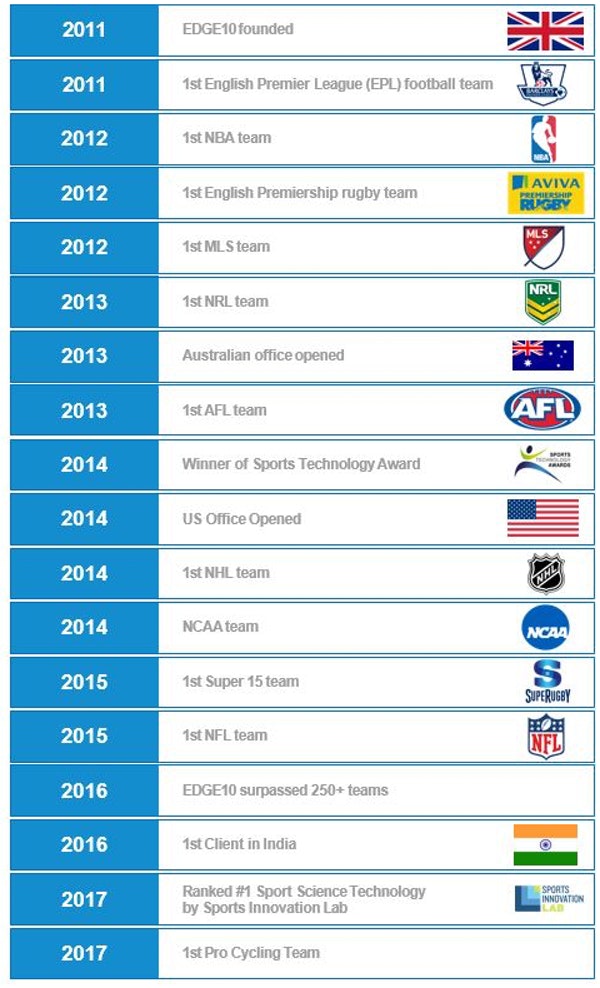 2011
EDGE10 founded
2011
1st English Premier League (EPL) football team
BARCLAYS
2012
1st NBA team
NBA
2012
1st English Premiership rugby team
AVIVA
PREMIERSHIP
RUGBY
2012
1st MLS team
MLS
2013
1st NRL team
NRL
2013
Australian office opened
2013
1st AFL team
AFL
2014
Winner of Sports Technology Award
SPORTS
TECHNOLOGY
AWARDS
2014
US Office Opened
2014
1st NHL team
NHL
2014
NCAA team
NCAA
2015
1st Super 15 team
S
SUPERUGBY
2015
1st NFL team
NFL
2016
EDGE10 surpassed 250+ teams
2016
1st Client in India
2017
Ranked #1 Sport Science Technology
by Sports Innovation Lab
SPORTS
INNOVATION
LAB
2017
1st Pro Cycling Team